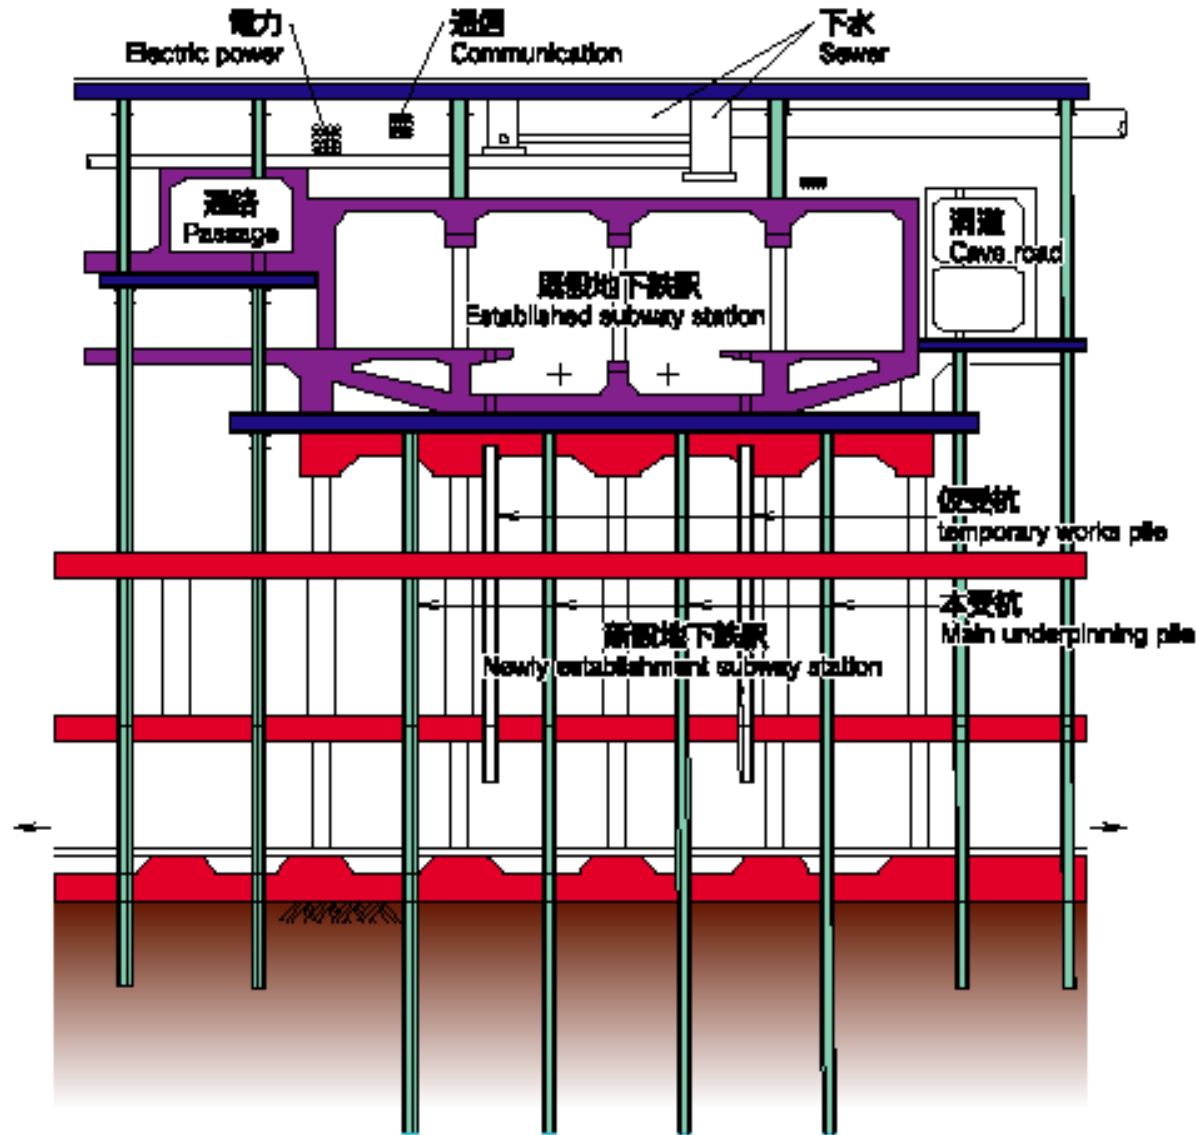 電力
Electric power
通信
Communication
下水
Sewer
通路
Passage
洞道
Cave road
既設地下鉄駅
Established subway station
仮受杭
temporary works pile
本受杭
Main underpinning pile
新設地下鉄駅
Newly establishment subway station